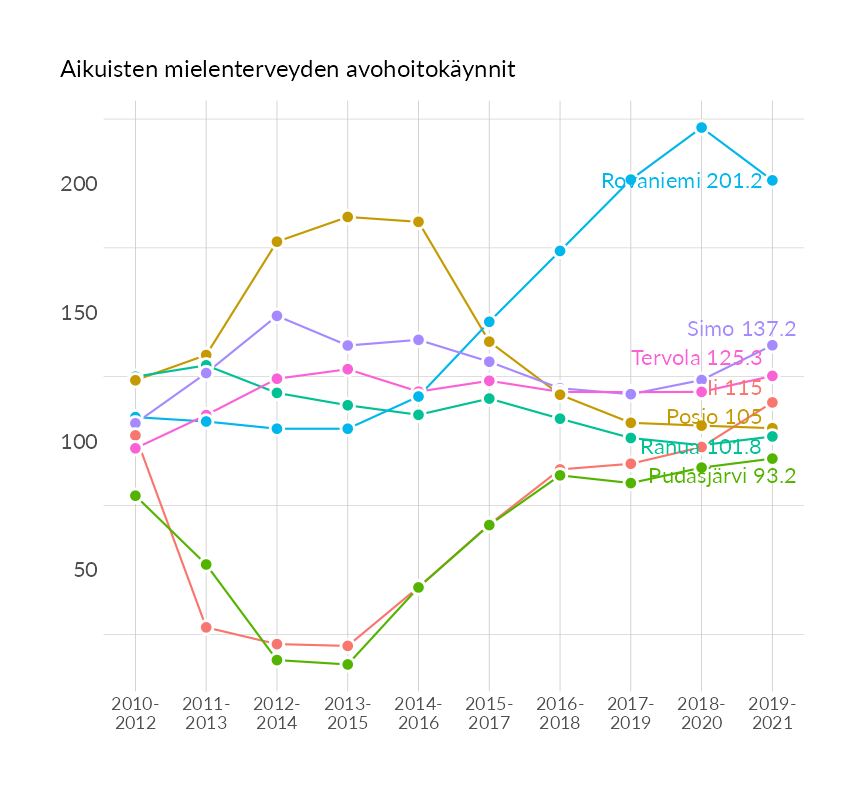 Aikuisten mielenterveyden avohoitokäynnit
200
150
100
50
Rovaniemi 201.2
Simo 137.2
Tervola 125.3
Ii 115
Posio 105
Ranua 101.8
Pudasjärvi 93.2
2010- 2011- 2012- 2013- 2014- 2015- 2016- 2017- 2018- 2019-
2012 2013 2014 2015 2016 2017 2018 2019 2020 2021